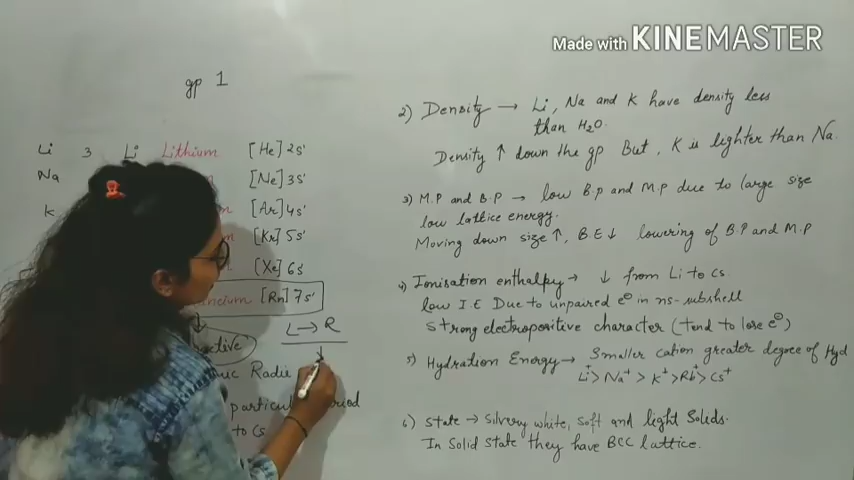 Made with KINEMASTER
gp 1
Li 3 Li Lithium [He] 2s¹
Na [Ne] 3s¹
K [Ar] 4s¹
[Kr] 5s¹
[Xe] 6s¹
[Rn] 7s¹
L → R
Radii
particular period
to Cs
2) Density → Li, Na and K have density less
than H₂O.
Density ↑ down the gp But, K is lighter than Na.
3) M.P and B.P → low B.p and M.p due to large size
low lattice energy.
Moving down size ↑, B.E ↓ lowering of B.P and M.P
4) Ionisation enthalpy → ↓ from Li to Cs.
low I.E Due to unpaired e⊖ in ns-subshell
strong electropositive character (tend to lose e⊖)
5) Hydration Energy → Smaller cation greater degree of Hyd
Li⁺ > Na⁺ > K⁺ > Rb⁺ > Cs⁺
6) State → Silvery white, soft and light Solids.
In Solid state they have BCC lattice.